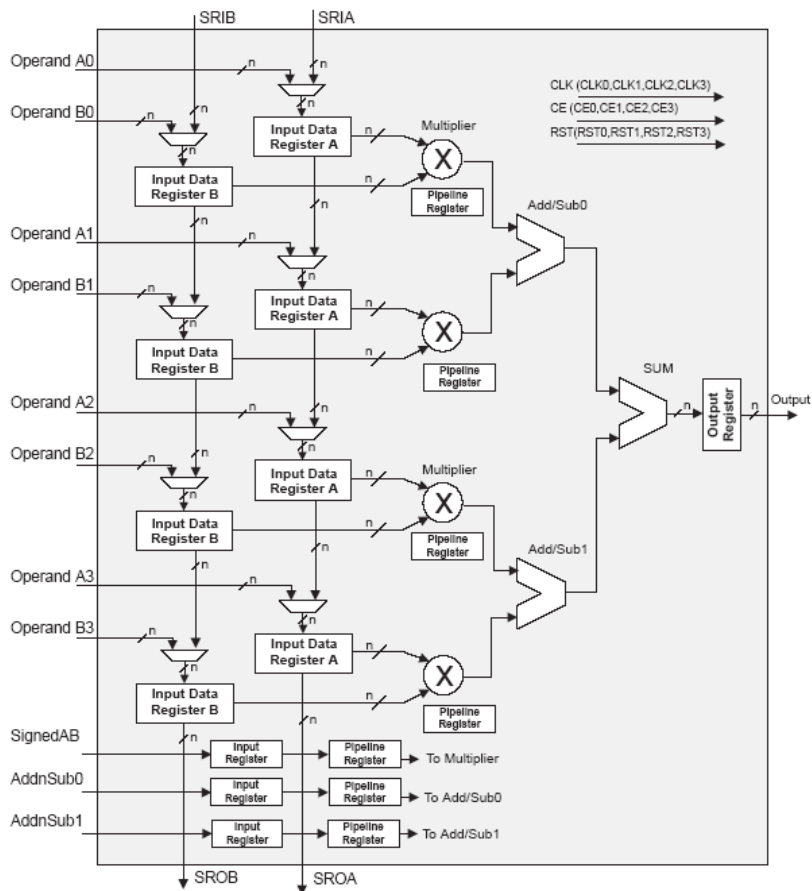 SRIB
SRIA
Operand A0
n
n
n
CLK (CLK0,CLK1,CLK2,CLK3)
Operand B0
n
n
CE (CE0,CE1,CE2,CE3)
n
Input Data
Register A
n
Multiplier
RST(RST0,RST1,RST2,RST3)
X
Input Data
Register B
n
n
Pipeline
Register
n
n
Add/Sub0
Operand A1
n
n
Operand B1
n
n
Input Data
Register A
n
X
Input Data
Register B
n
Pipeline
Register
SUM
n
Operand A2
n
n
n
Output
Register
n
Output
n
Operand B2
n
Input Data
Register A
n
Multiplier
n
X
Input Data
Register B
n
Pipeline
Register
n
n
Add/Sub1
Operand A3
n
n
Operand B3
n
Input Data
Register A
n
n
X
Input Data
Register B
n
Pipeline
Register
n
n
SignedAB
Input
Register
Pipeline
Register
To Multiplier
AddnSub0
Input
Register
Pipeline
Register
To Add/Sub0
AddnSub1
Input
Register
Pipeline
Register
To Add/Sub1
SROB
SROA